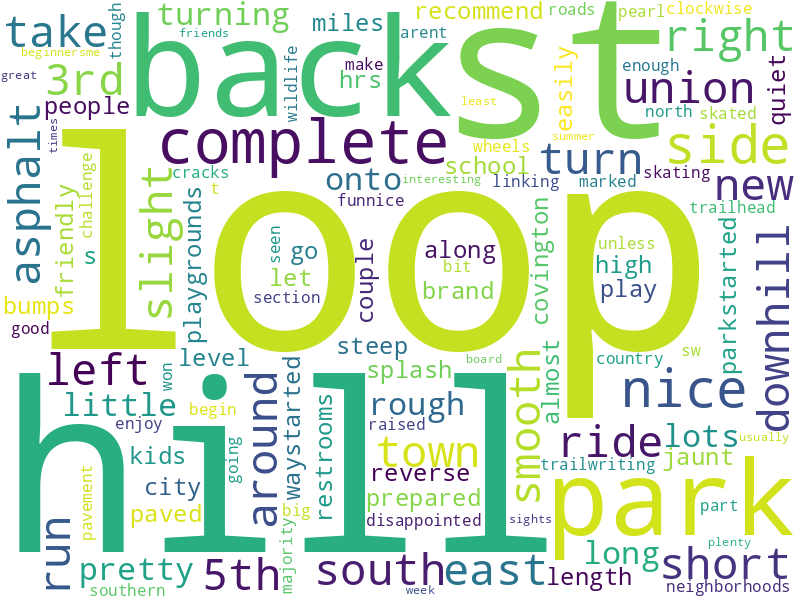 take
though
turning
miles
recommend
roads
pearl
clockwise
beginnersme
friends
arent
great
3rd
hrs
make
back
st
right
enough
people
wildlife
least
easily
union
quiet
north
skated
times
complete
summer
side
asphalt
wheels
school
turn
challenge
cracks
onto
interesting
linking
marked
skating
new
t
funnice
trailhead
friendly
slight
playgrounds
loop
s
seen
go
couple
along
covington
unless
high
let
bit
play
bumps
section
brand
parkstarted
downhill
good
steep
almost
sw
left
level
won
splash
board
country
nice
little
around
waystarted
rough
smooth
enjoy
begin
raised
ride
lots
usually
hill
going
restrooms
town
kids
reverse
trailwriting
jaunt
pavement
city
prepared
park
paved
big
part
run
disappointed
sights
plenty
pretty
5th
majority
south
east
long
short
southern
week
length
neighborhoods